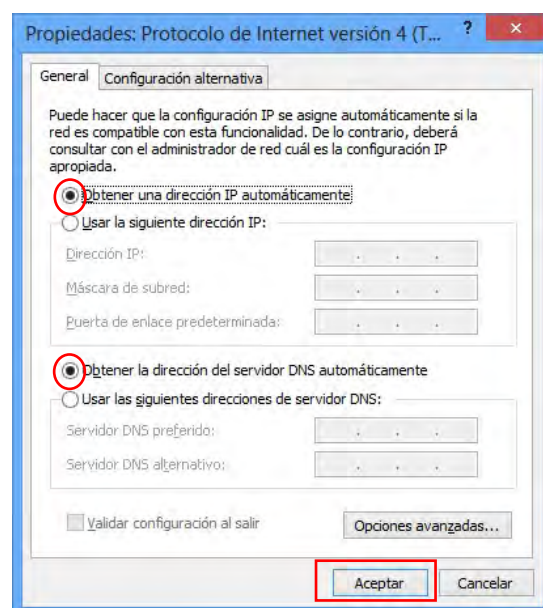 Propiedades: Protocolo de Internet versión 4 (T... ? ×
General Configuración alternativa
Puede hacer que la configuración IP se asigne automáticamente si la
red es compatible con esta funcionalidad. De lo contrario, deberá
consultar con el administrador de red cuál es la configuración IP
apropiada.
Obtener una dirección IP automáticamente
Usar la siguiente dirección IP:
Dirección IP:
Máscara de subred:
Puerta de enlace predeterminada:
Obtener la dirección del servidor DNS automáticamente
Usar las siguientes direcciones de servidor DNS:
Servidor DNS preferido:
Servidor DNS alternativo:
Validar configuración al salir
Opciones avanzadas...
Aceptar Cancelar